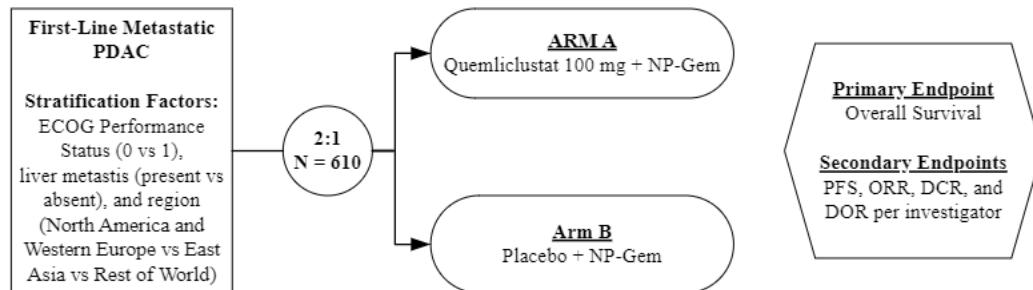 First-Line Metastatic
PDAC
Stratification Factors:
ECOG Performance
Status (0 vs 1),
liver metastis (present vs
absent), and region
(North America and
Western Europe vs East
Asia vs Rest of World)
2:1
N = 610
ARM A
Quemliclustat 100 mg + NP-Gem
Arm B
Placebo + NP-Gem
Primary Endpoint
Overall Survival
Secondary Endpoints
PFS, ORR, DCR, and
DOR per investigator